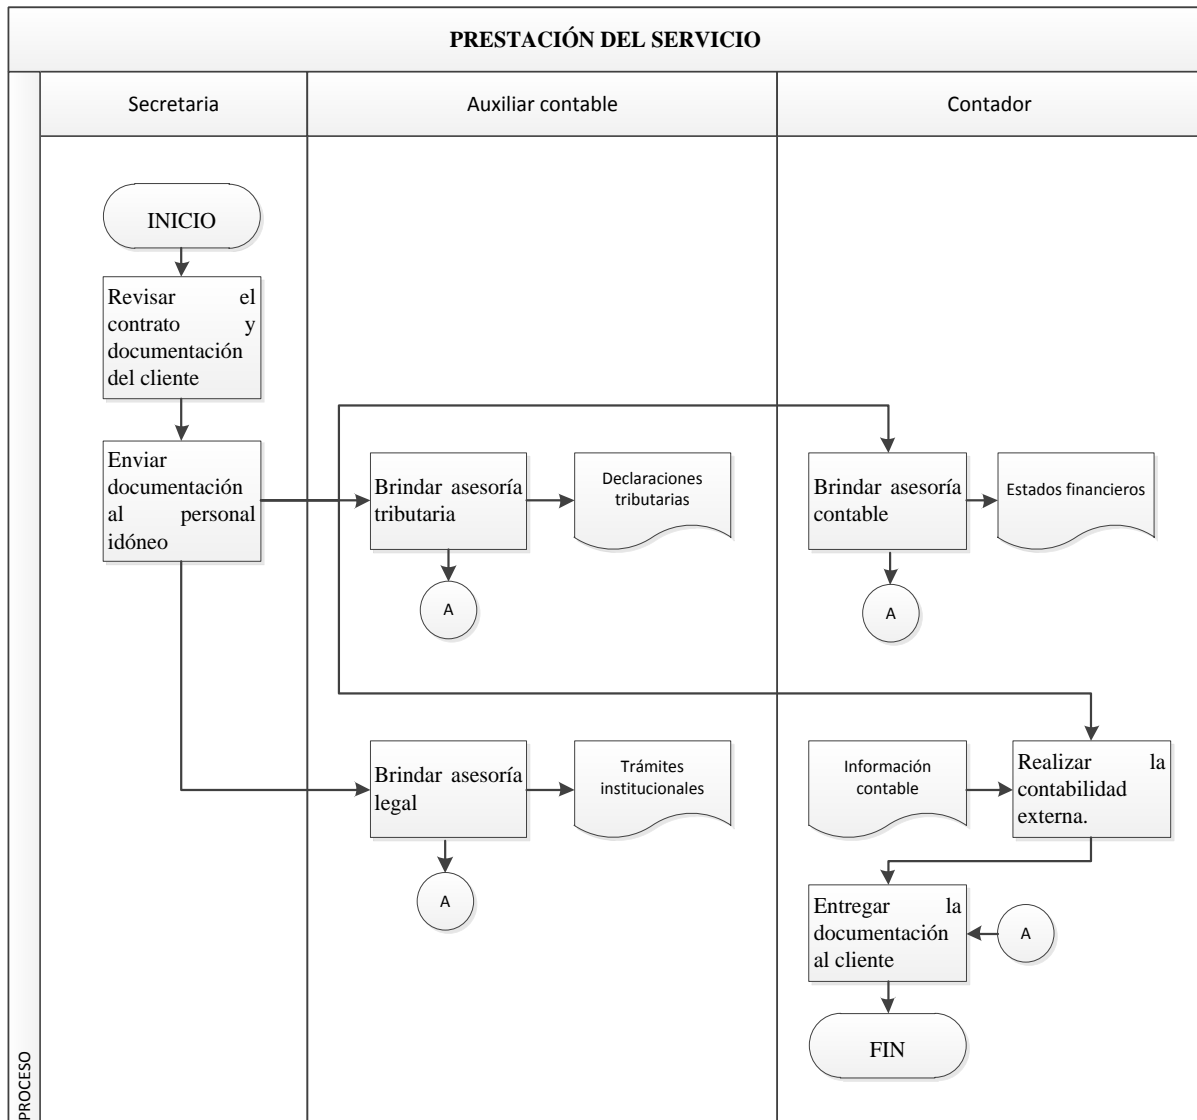 PRESTACIÓN DEL SERVICIO
Secretaria
Auxiliar contable
Contador
INICIO
Revisar el
contrato y
documentación
del cliente
Enviar
documentación
al personal
idóneo
Brindar asesoría
tributaria
Declaraciones
tributarias
Brindar asesoría
contable
Estados financieros
A
A
Brindar asesoría
legal
Trámites
institucionales
Información
contable
Realizar la
contabilidad
externa.
A
Entregar la
documentación
al cliente
A
FIN
PROCESO